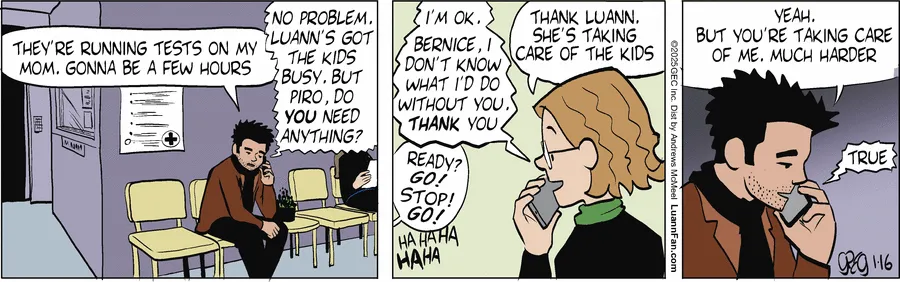 THEY'RE RUNNING TESTS ON MY
MOM. GONNA BE A FEW HOURS
NO PROBLEM.
LUANN'S GOT
THE KIDS
BUSY. BUT
PIRO, DO
YOU NEED
ANYTHING?
I'M OK.
BERNICE, I
DON'T KNOW
WHAT I'D DO
WITHOUT YOU.
THANK YOU
THANK LUANN.
SHE'S TAKING
CARE OF THE KIDS
READY?
GO!
STOP!
GO!
HA HA HA
HAHA
©2025 GEC Inc. Dist by Andrews McMeel LuannFan.com
YEAH.
BUT YOU'RE TAKING CARE
OF ME. MUCH HARDER
TRUE
1·16